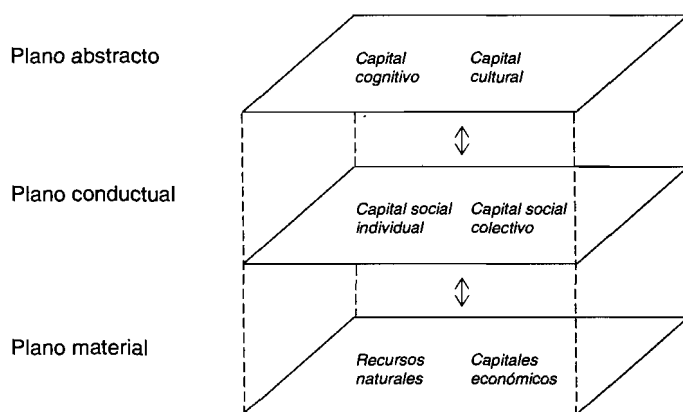 Plano abstracto
Capital cognitivo
Capital cultural
Plano conductual
Capital social individual
Capital social colectivo
Plano material
Recursos naturales
Capitales económicos